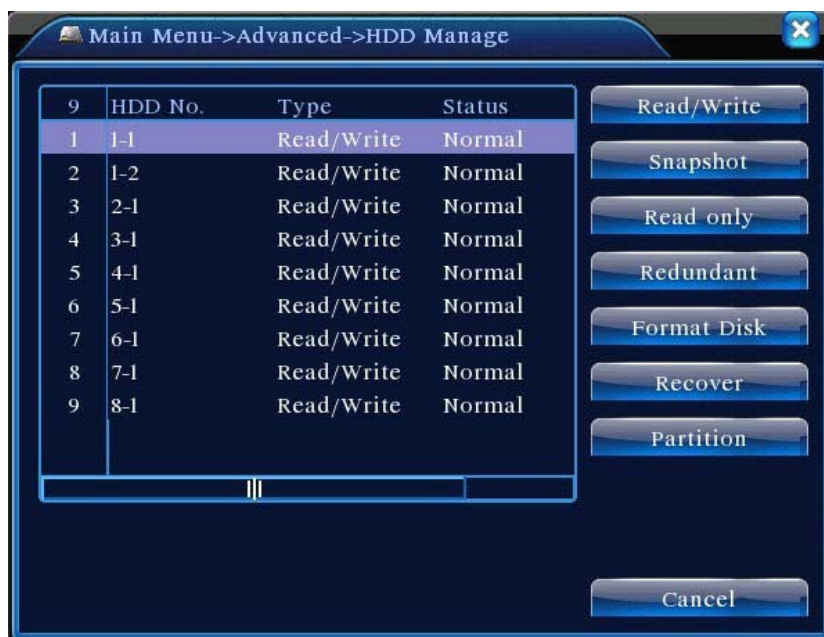 Main Menu->Advanced->HDD Manage
9 HDD No. Type Status
1 1-1 Read/Write Normal
2 1-2 Read/Write Normal
3 2-1 Read/Write Normal
4 3-1 Read/Write Normal
5 4-1 Read/Write Normal
6 5-1 Read/Write Normal
7 6-1 Read/Write Normal
8 7-1 Read/Write Normal
9 8-1 Read/Write Normal
Read/Write
Snapshot
Read only
Redundant
Format Disk
Recover
Partition
Cancel